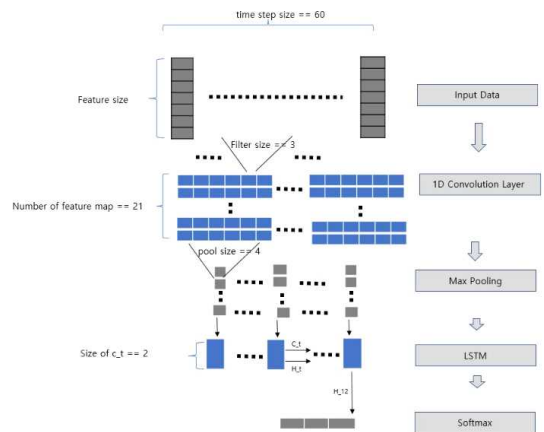 time step size == 60
Feature size
Input Data
Filter size == 3
Number of feature map == 21
1D Convolution Layer
pool size == 4
Max Pooling
C_t
Size of c_t == 2
LSTM
H_t
H_12
Softmax